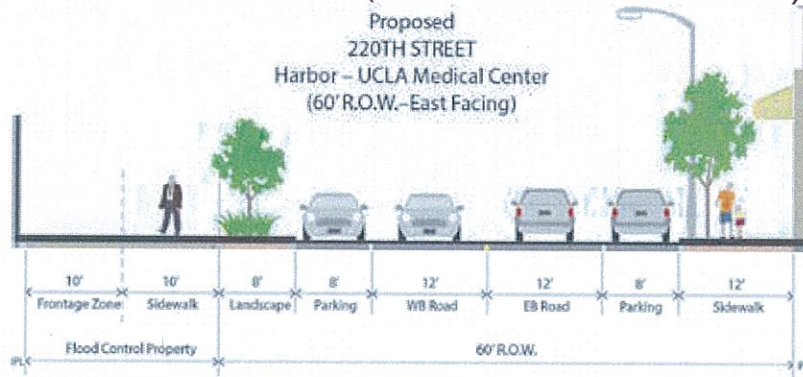 Proposed
220TH STREET
Harbor – UCLA Medical Center
(60' R.O.W.–East Facing)
10' 10' 8' 8' 12' 12' 8' 12'
Frontage Zone Sidewalk Landscape Parking WB Road EB Road Parking Sidewalk
Flood Control Property 60' R.O.W.